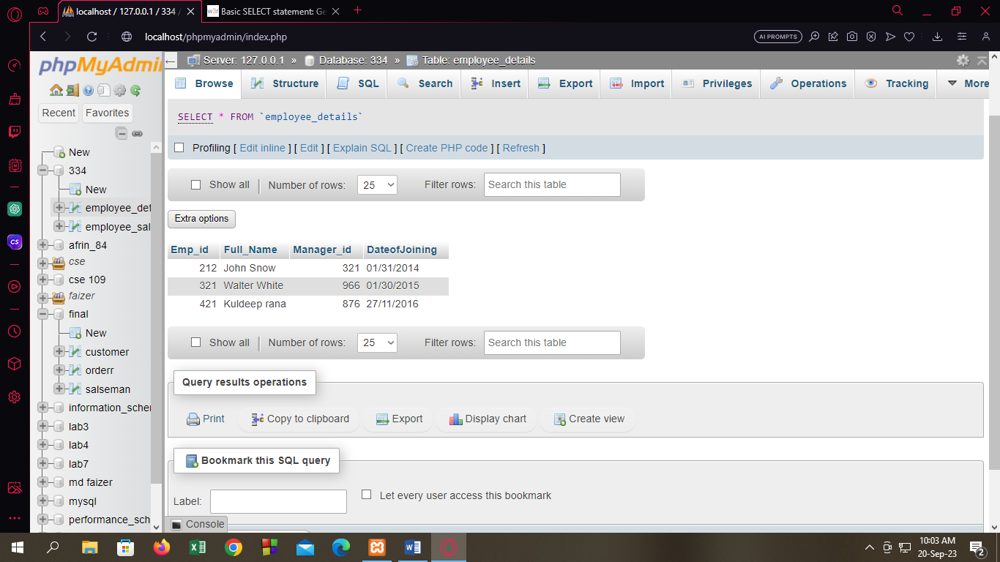 localhost / 127.0.0.1 / 334 /
Basic SELECT statement: Ge
localhost/phpmyadmin/index.php
AI PROMPTS
phpMyAdmin
Recent
Favorites
New
334
New
employee_det
employee_sal
afrin_84
cse
cse 109
faizer
final
New
customer
orderr
salseman
information_scher
lab3
lab4
lab7
md faizer
mysql
performance_sch
Server: 127.0.0.1 » Database: 334 » Table: employee_details
Browse Structure SQL Search Insert Export Import Privileges Operations Tracking More
SELECT * FROM `employee_details`
Profiling [ Edit inline ] [ Edit ] [ Explain SQL ] [ Create PHP code ] [ Refresh ]
Show all Number of rows: 25 Filter rows: Search this table
Extra options
Emp_id Full_Name Manager_id DateofJoining
212 John Snow 321 01/31/2014
321 Walter White 966 01/30/2015
421 Kuldeep rana 876 27/11/2016
Show all Number of rows: 25 Filter rows: Search this table
Query results operations
Print Copy to clipboard Export Display chart Create view
Bookmark this SQL query
Label: Let every user access this bookmark
Console
10:03 AM
20-Sep-23
2